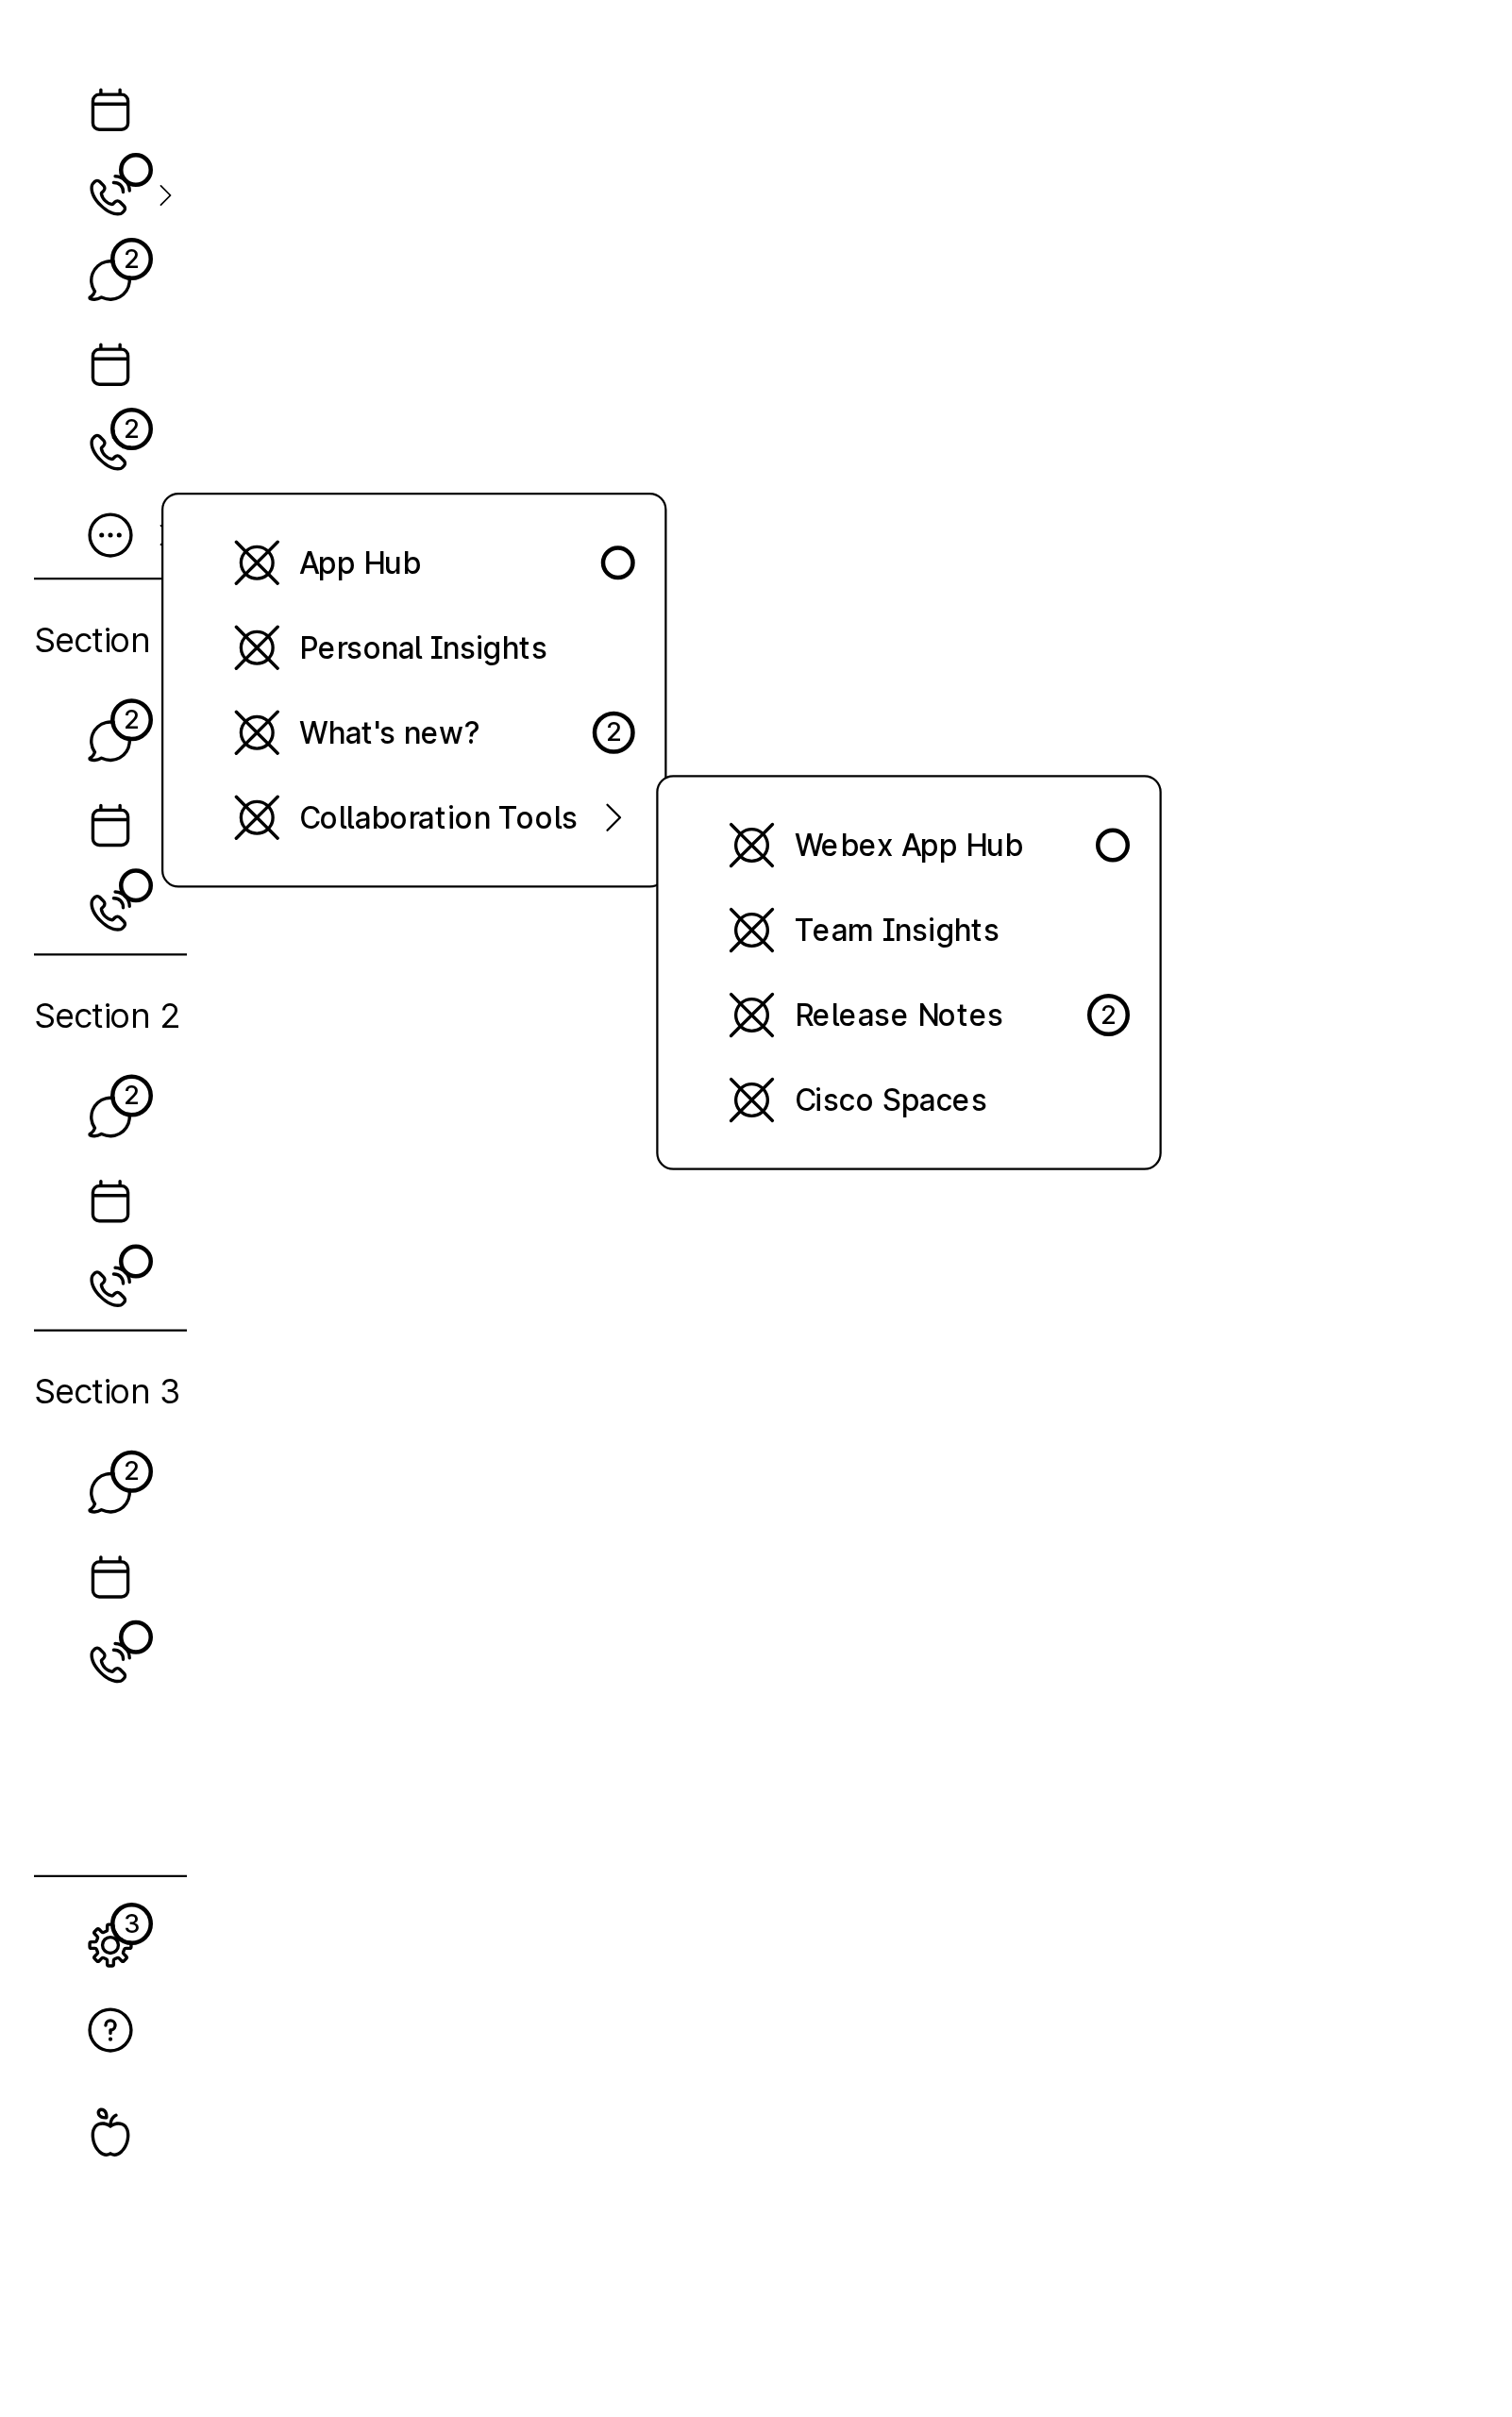 2
2
App Hub
Personal Insights
What's new? 2
Collaboration Tools
Section
2
Webex App Hub
Team Insights
Release Notes 2
Cisco Spaces
Section 2
2
Section 3
2
3
?